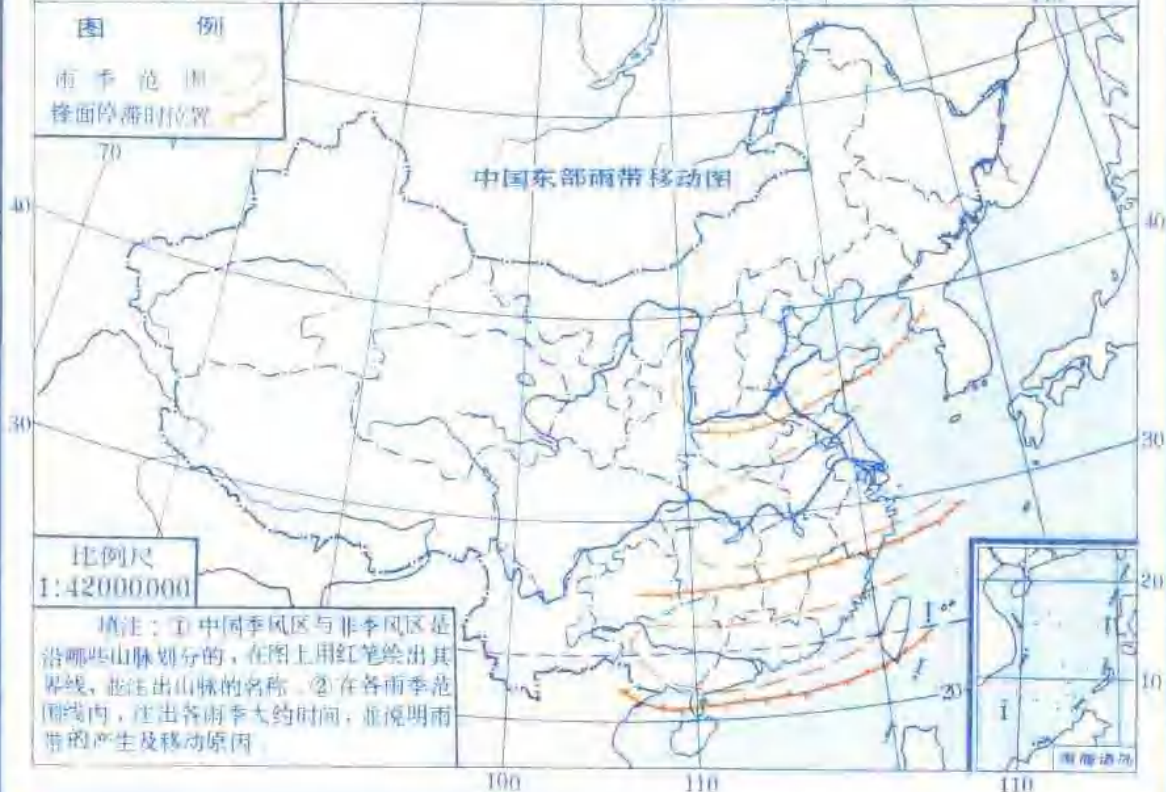 图 例
雨季范围
锋面停滞时位置
70
中国东部雨带移动图
40
40
30
30
比例尺
1:42000000
20
20
10
填注：① 中国季风区与非季风区是
沿哪些山脉划分的，在图上用红笔绘出其
界线，并注出山脉的名称．②在各雨季范
围线内，注出各雨季大约时间，并说明雨
带的产生及移动原因
南海诸岛
100
110
110